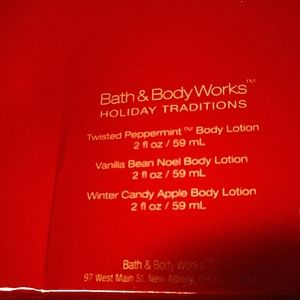 Bath & Body Works™
HOLIDAY TRADITIONS
Twisted Peppermint™ Body Lotion
2 fl oz / 59 mL
Vanilla Bean Noel Body Lotion
2 fl oz / 59 mL
Winter Candy Apple Body Lotion
2 fl oz / 59 mL
Bath & Body Works™
97 West Main St. New Albany,